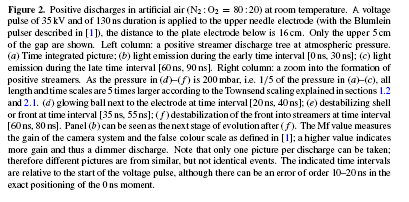 Figure 2. Positive discharges in artificial air (N₂ : O₂ = 80 : 20) at room temperature. A voltage
pulse of 35 kV and of 130 ns duration is applied to the upper needle electrode (with the Blumlein
pulser described in [1]), the distance to the plate electrode below is 16 cm. Only the upper 5 cm
of the gap are shown. Left column: a positive streamer discharge tree at atmospheric pressure.
(a) Time integrated picture; (b) light emission during the early time interval [0 ns, 30 ns]; (c) light
emission during the late time interval [60 ns, 90 ns]. Right column: a zoom into the formation of
positive streamers. As the pressure in (d)–(f) is 200 mbar, i.e. 1/5 of the pressure in (a)–(c), all
length and time scales are 5 times larger according to the Townsend scaling explained in sections 1.2
and 2.1. (d) glowing ball next to the electrode at time interval [20 ns, 40 ns]; (e) destabilizing shell
or front at time interval [35 ns, 55 ns]; (f) destabilization of the front into streamers at time interval
[60 ns, 80 ns]. Panel (b) can be seen as the next stage of evolution after (f). The Mf value measures
the gain of the camera system and the false colour scale as defined in [1]; a higher value indicates
more gain and thus a dimmer discharge. Note that only one picture per discharge can be taken;
therefore different pictures are from similar, but not identical events. The indicated time intervals
are relative to the start of the voltage pulse, although there can be an error of order 10–20 ns in the
exact positioning of the 0 ns moment.